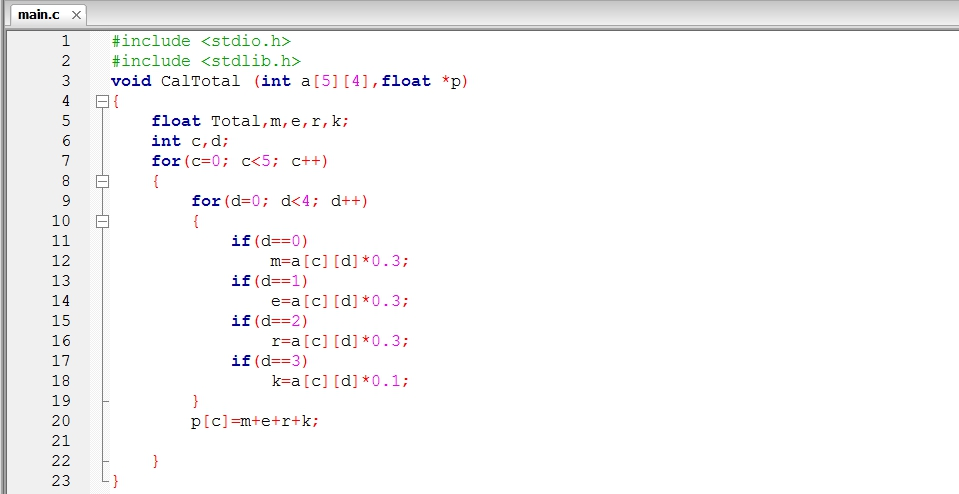 main.c ×
1 #include <stdio.h>
2 #include <stdlib.h>
3 void CalTotal (int a[5][4],float *p)
4 {
5 float Total,m,e,r,k;
6 int c,d;
7 for(c=0; c<5; c++)
8 {
9 for(d=0; d<4; d++)
10 {
11 if(d==0)
12 m=a[c][d]*0.3;
13 if(d==1)
14 e=a[c][d]*0.3;
15 if(d==2)
16 r=a[c][d]*0.3;
17 if(d==3)
18 k=a[c][d]*0.1;
19 }
20 p[c]=m+e+r+k;
21
22 }
23 }